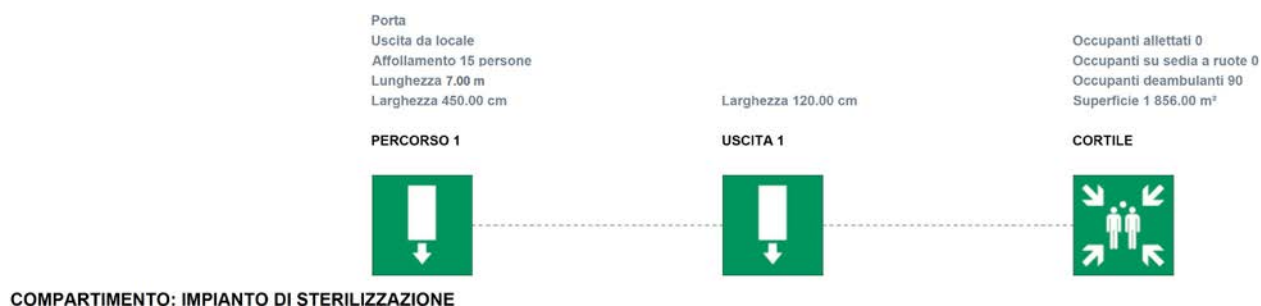 Porta
Uscita da locale
Affollamento 15 persone
Lunghezza 7.00 m
Larghezza 450.00 cm
PERCORSO 1
Larghezza 120.00 cm
USCITA 1
Occupanti allettati 0
Occupanti su sedia a ruote 0
Occupanti deambulanti 90
Superficie 1 856.00 m²
CORTILE
COMPARTIMENTO: IMPIANTO DI STERILIZZAZIONE